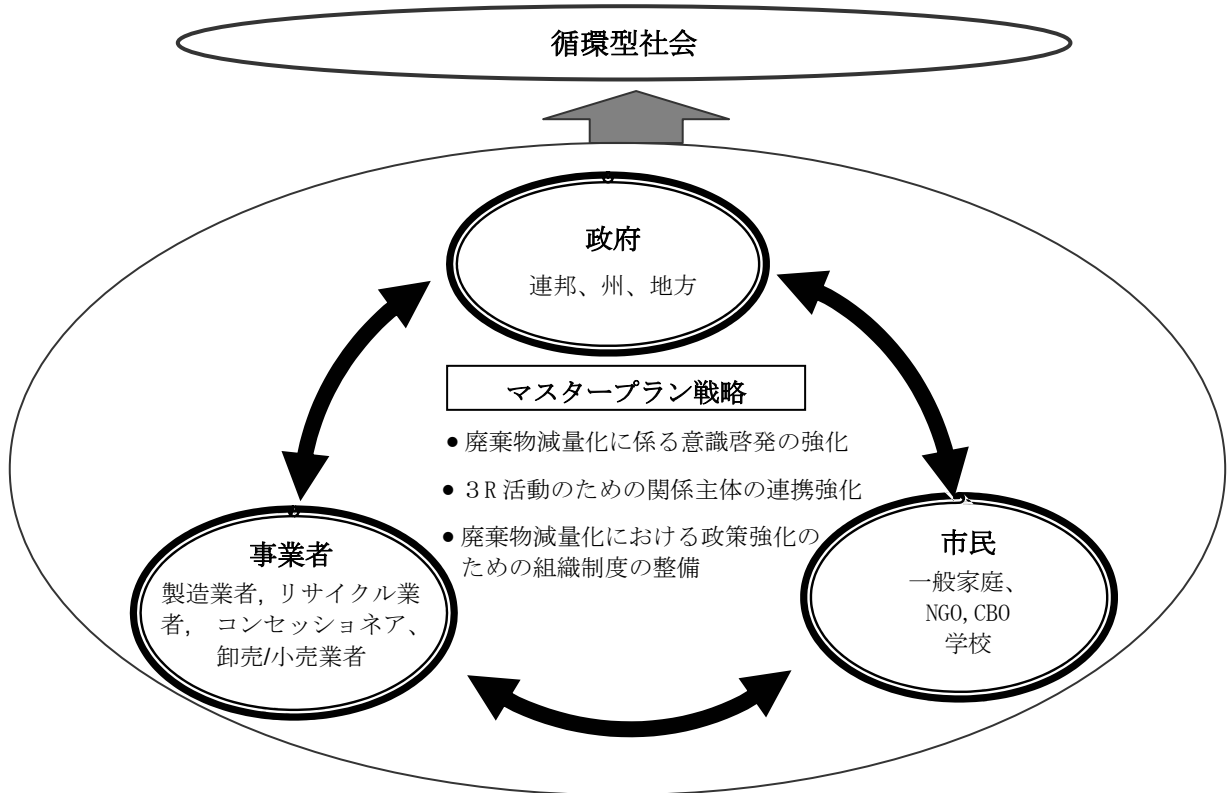 循環型社会
政府
連邦、州、地方
マスタープラン戦略
● 廃棄物減量化に係る意識啓発の強化
● 3R 活動のための関係主体の連携強化
● 廃棄物減量化における政策強化の
ための組織制度の整備
事業者
製造業者, リサイクル業
者, コンセッショネア、
卸売/小売業者
市民
一般家庭、
NGO,CBO
学校